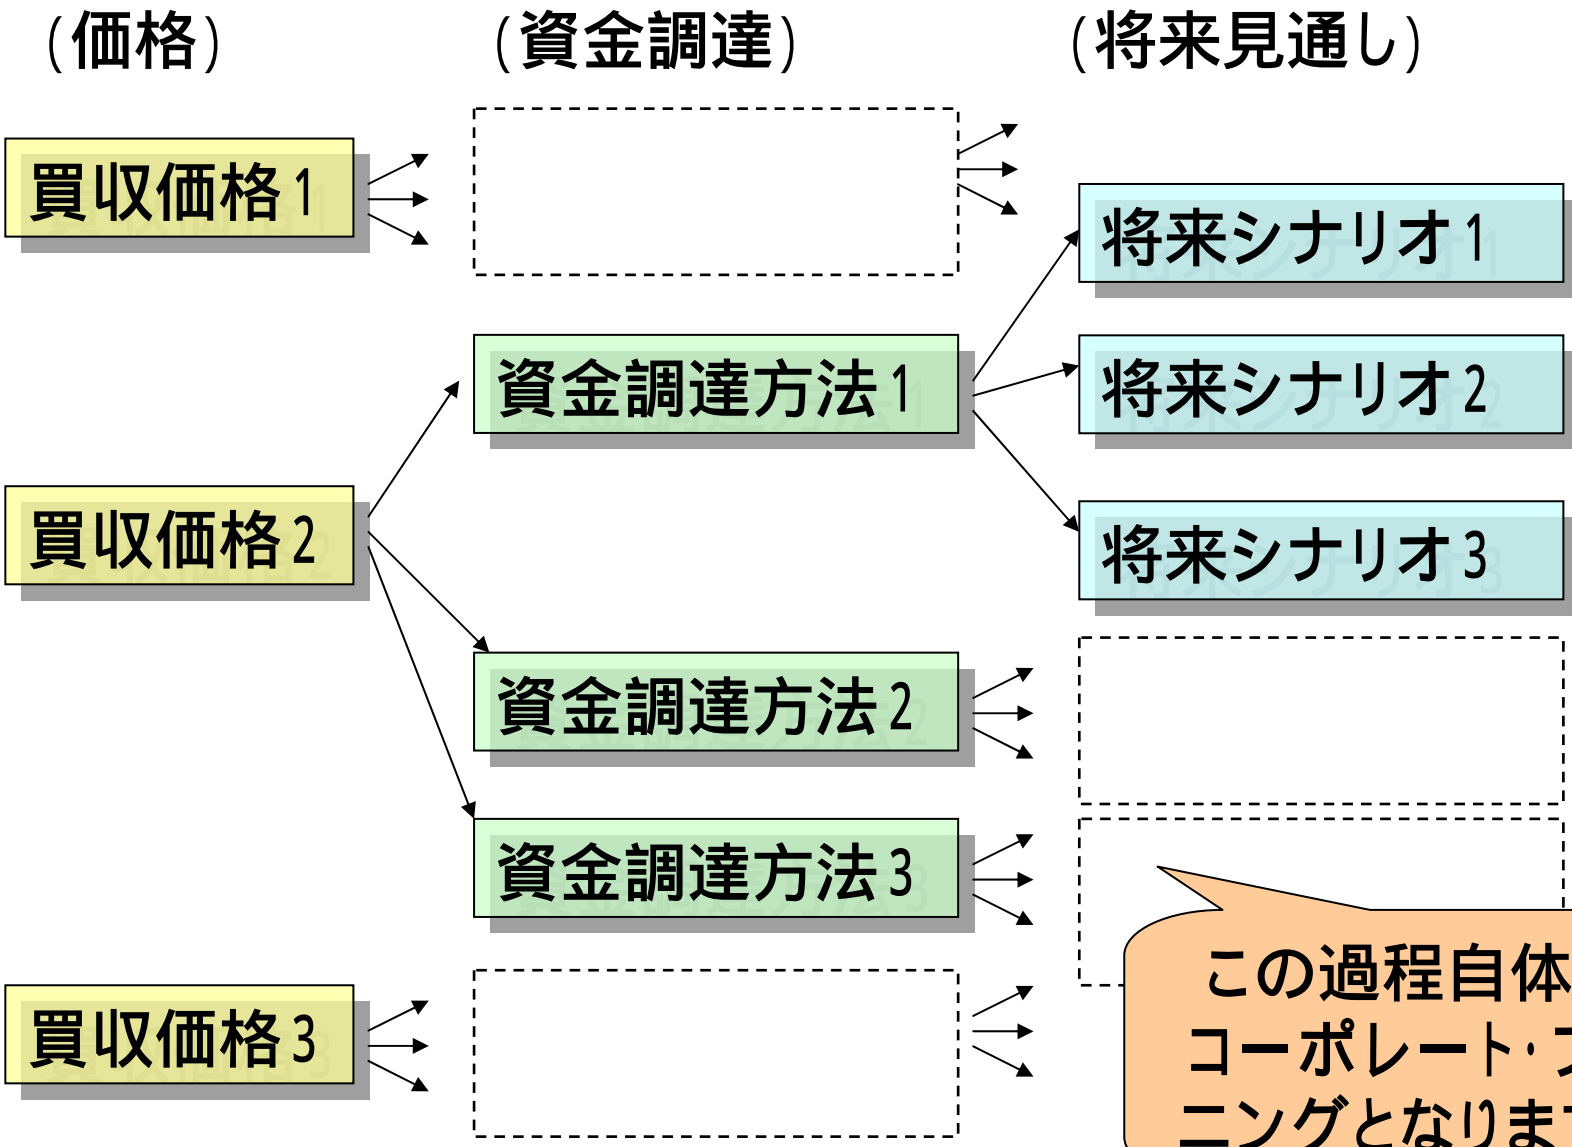 (価格)
(資金調達)
(将来見通し)
買収価格1
将来シナリオ1
資金調達方法1
将来シナリオ2
買収価格2
将来シナリオ3
資金調達方法2
資金調達方法3
買収価格3
この過程自体
コーポレート・
ニングとなりま